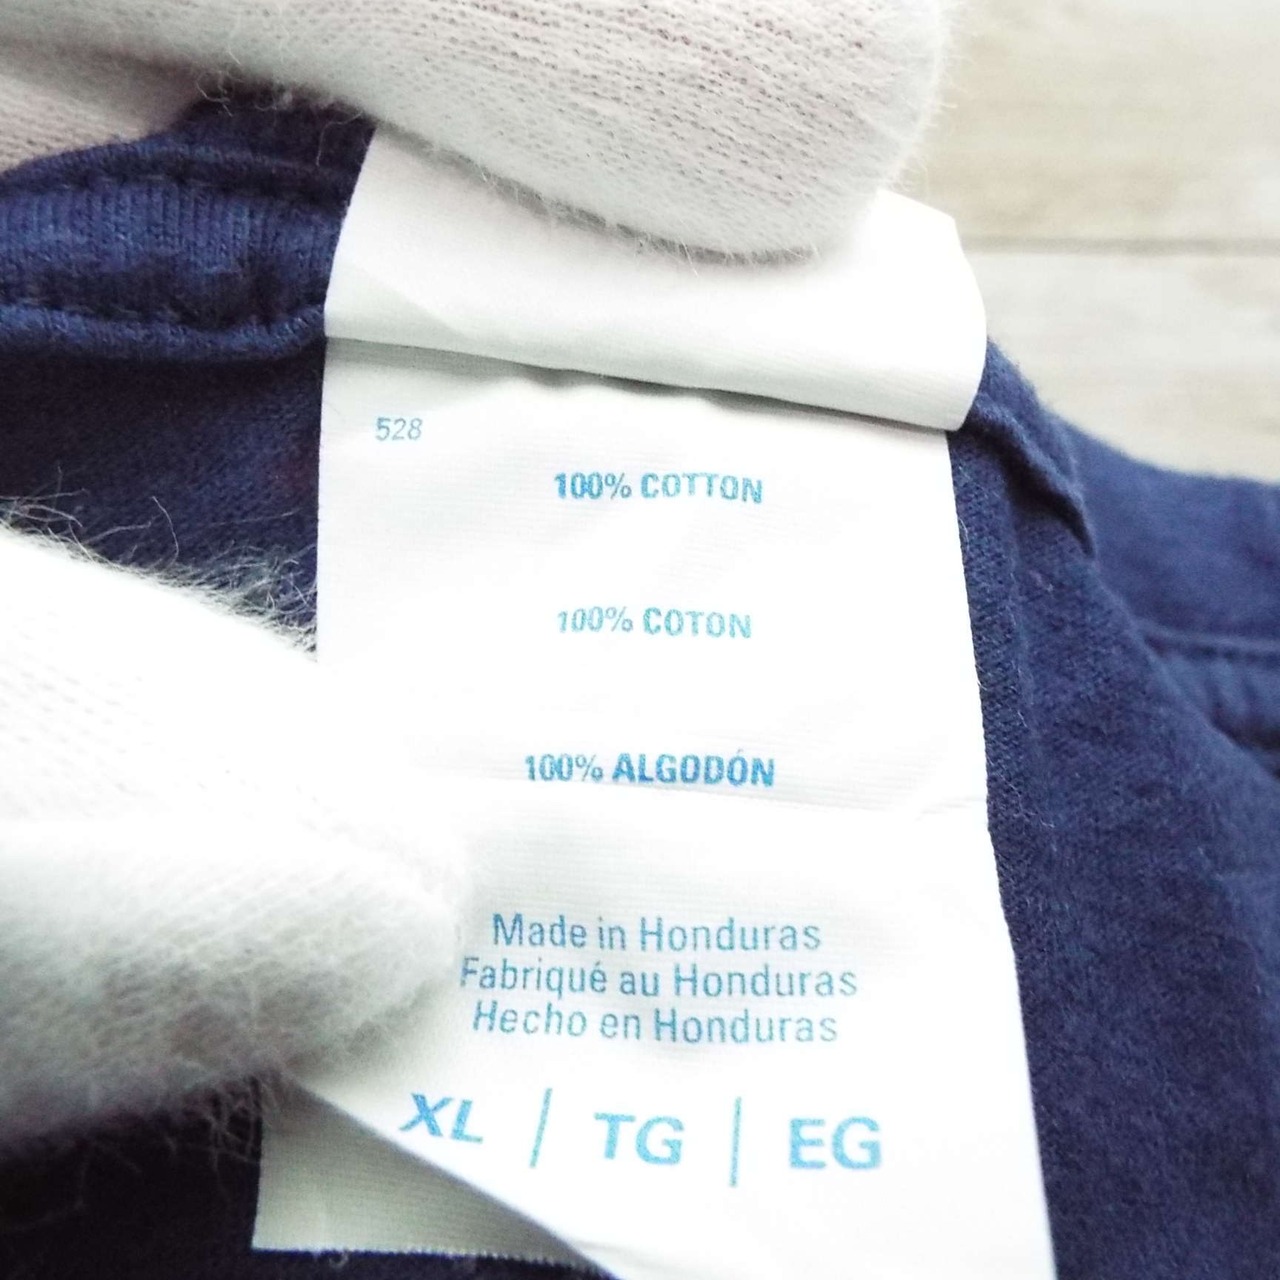 528
100% COTTON
100% COTON
100% ALGODÓN
Made in Honduras
Fabriqué au Honduras
Hecho en Honduras
XL / TG | EG